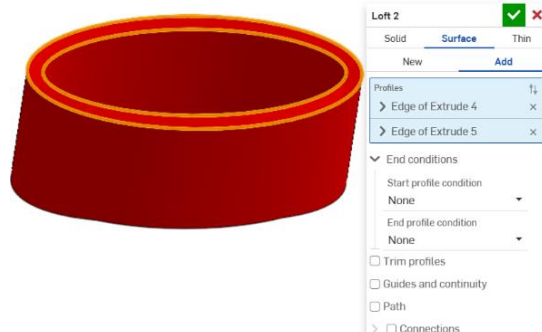 Loft 2
Solid Surface Thin
New Add
Profiles
Edge of Extrude 4
Edge of Extrude 5
End conditions
Start profile condition
None
End profile condition
None
Trim profiles
Guides and continuity
Path
Connections